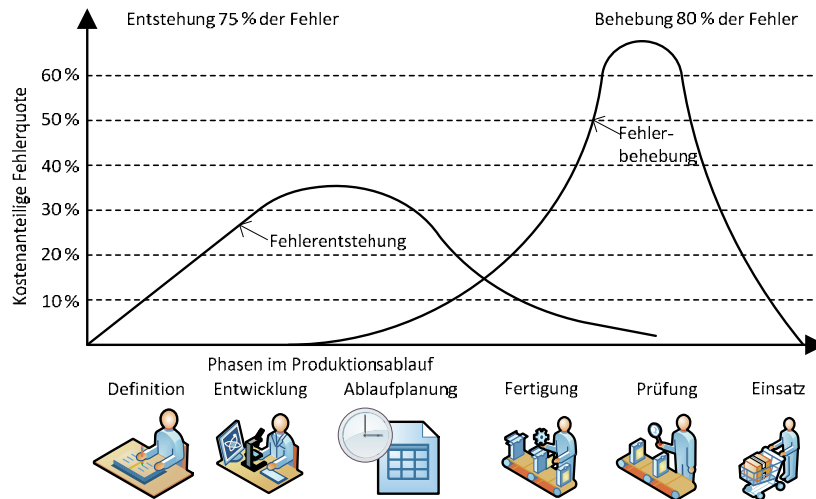 Entstehung 75 % der Fehler
Behebung 80 % der Fehler
Kostenanteilige Fehlerquote
60 %
50 %
40 %
30 %
20 %
10 %
Fehler-
behebung
Fehlerentstehung
Phasen im Produktionsablauf
Definition Entwicklung Ablaufplanung Fertigung Prüfung Einsatz